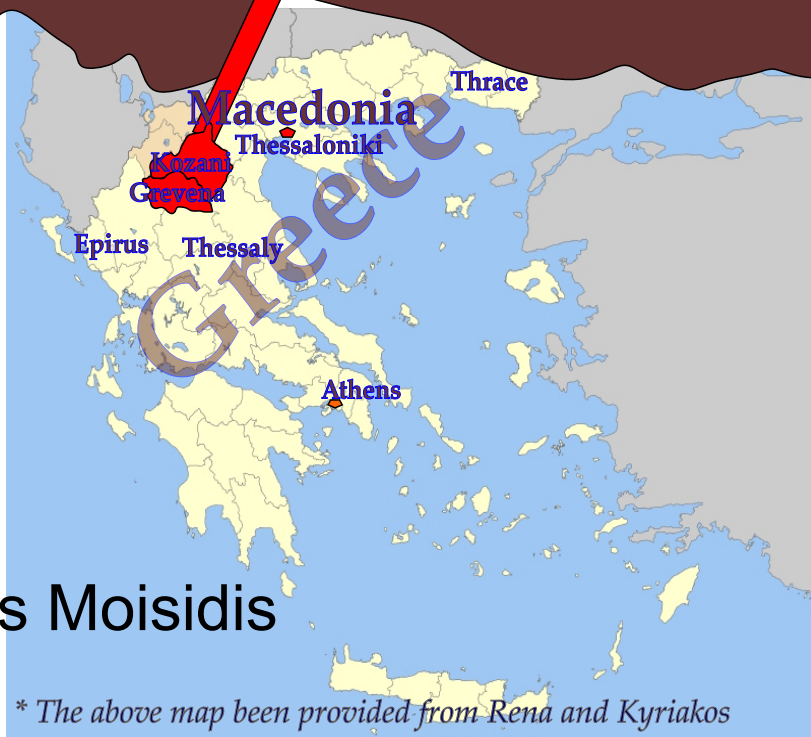 Thrace
Macedonia
Thessaloniki
Kozani
Grevena
Epirus
Thessaly
Greece
Athens
s Moisidis
* The above map been provided from Rena and Kyriakos